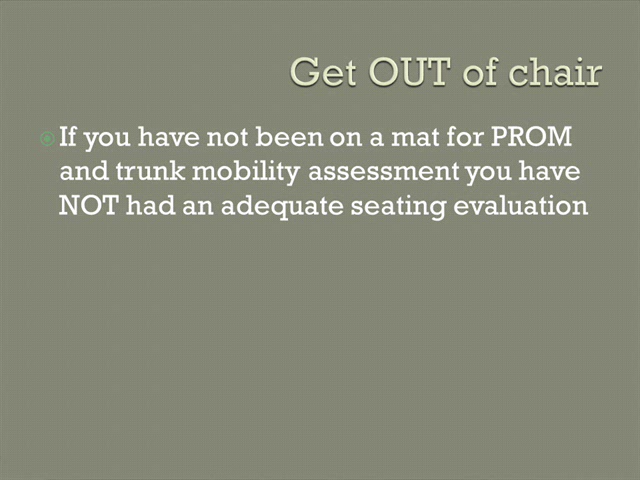 Get OUT of chair
If you have not been on a mat for PROM
and trunk mobility assessment you have
NOT had an adequate seating evaluation